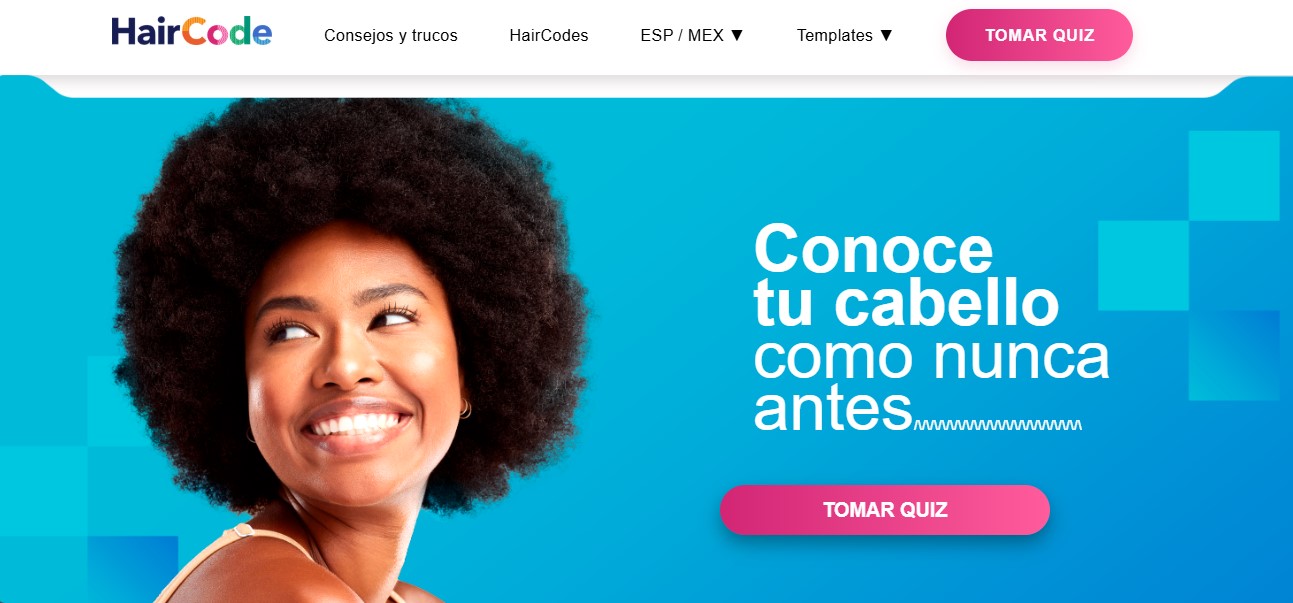 HairCode
Consejos y trucos
HairCodes
ESP / MEX ▼
Templates ▼
TOMAR QUIZ
Conoce
tu cabello
como nunca
antes
TOMAR QUIZ